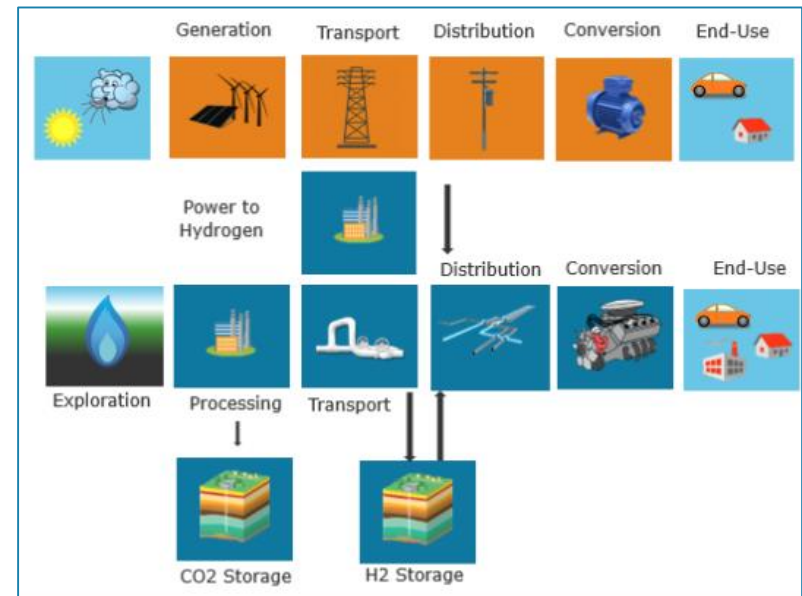 Generation Transport Distribution Conversion End-Use
Power to
Hydrogen
Distribution Conversion End-Use
Exploration Processing Transport
CO2 Storage H2 Storage